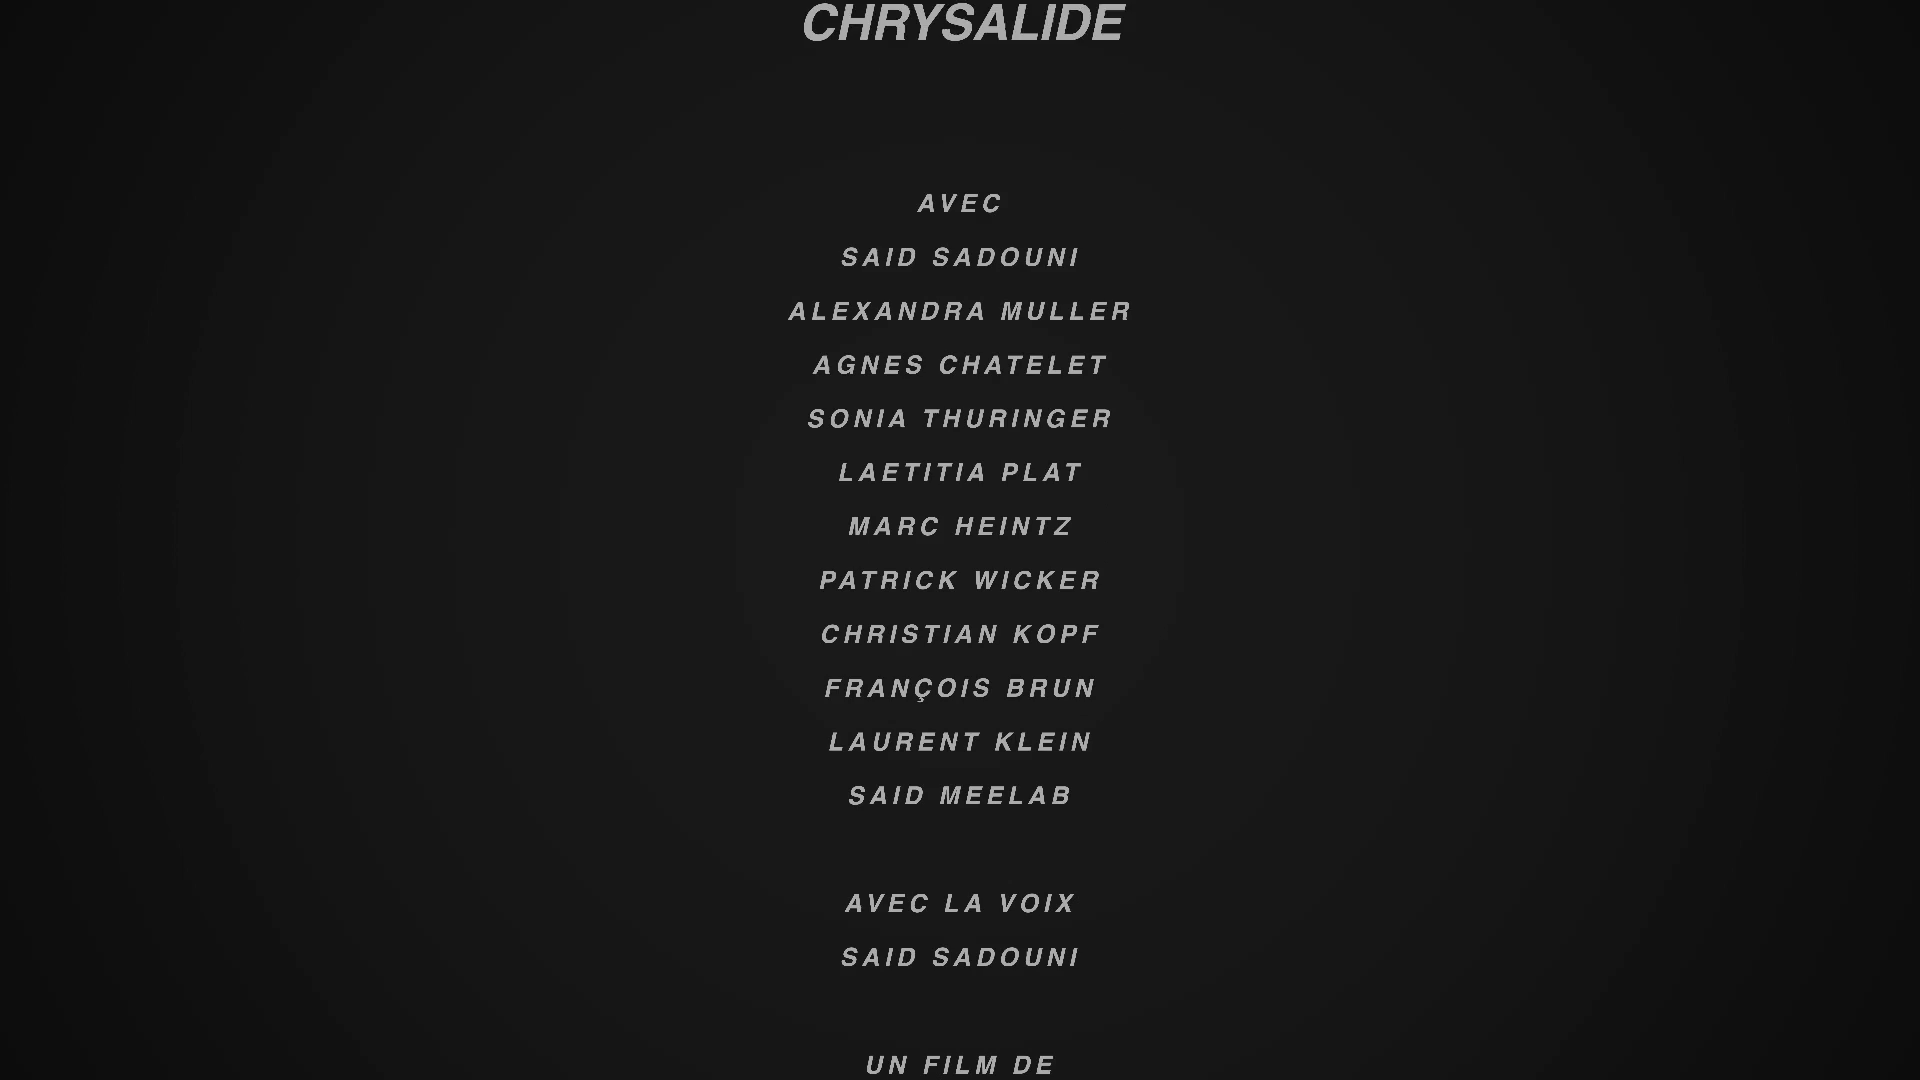 CHRYSALIDE
AVEC
SAID SADOUNI
ALEXANDRA MULLER
AGNES CHATELET
SONIA THURINGER
LAETITIA PLAT
MARC HEINTZ
PATRICK WICKER
CHRISTIAN KOPF
FRANÇOIS BRUN
LAURENT KLEIN
SAID MEELAB
AVEC LA VOIX
SAID SADOUNI
UN FILM DE